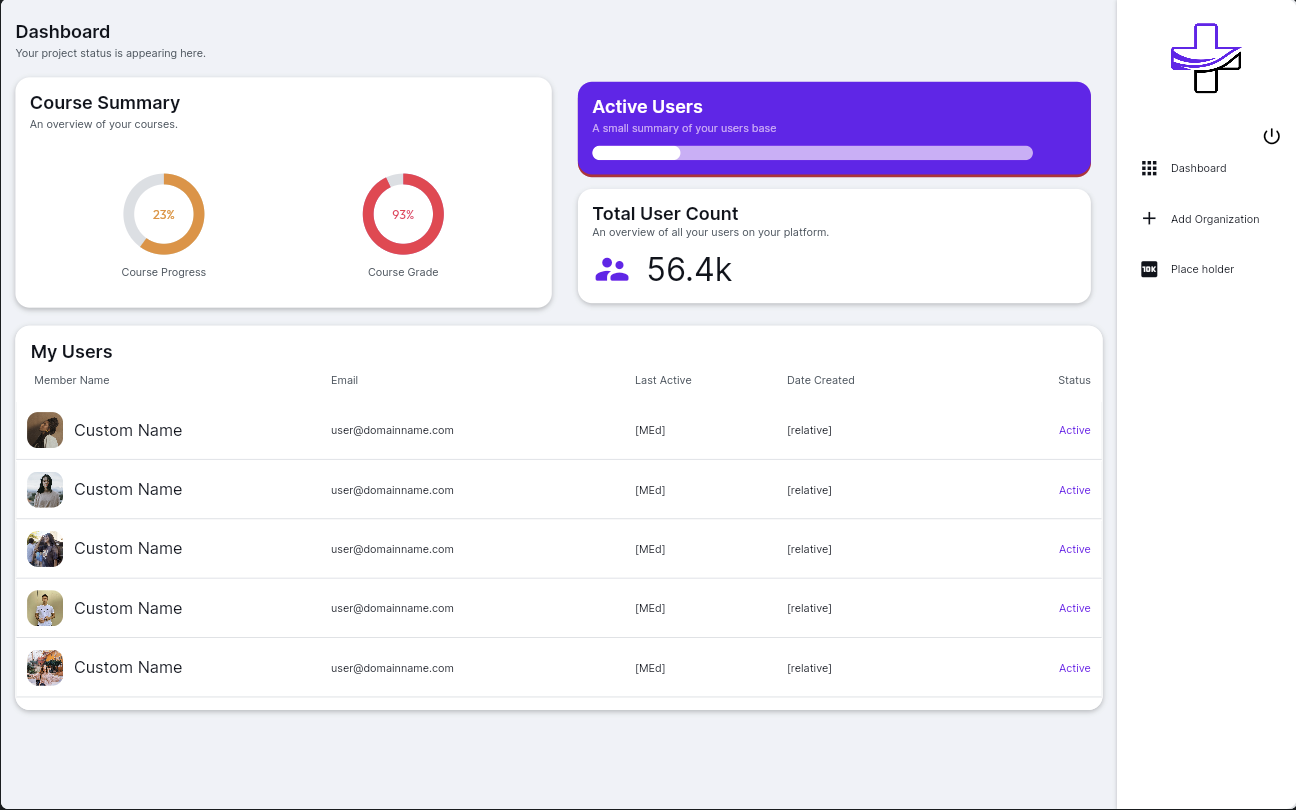 Dashboard
Your project status is appearing here.
Course Summary
An overview of your courses.
23%
93%
Course Progress
Course Grade
Active Users
A small summary of your users base
Total User Count
An overview of all your users on your platform.
56.4k
My Users
Member Name Email Last Active Date Created Status
Custom Name user@domainname.com [MEd] [relative] Active
Custom Name user@domainname.com [MEd] [relative] Active
Custom Name user@domainname.com [MEd] [relative] Active
Custom Name user@domainname.com [MEd] [relative] Active
Custom Name user@domainname.com [MEd] [relative] Active
Dashboard
Add Organization
10K Place holder